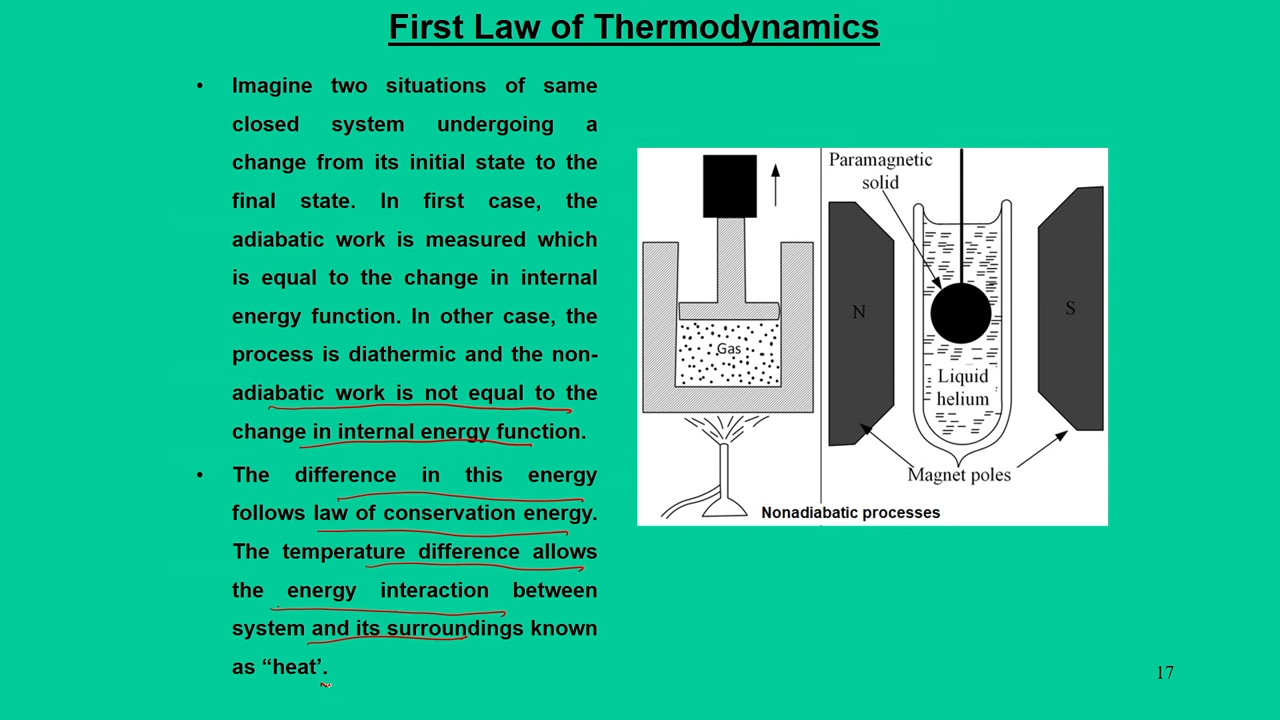 First Law of Thermodynamics
• Imagine two situations of same
closed system undergoing a
change from its initial state to the
final state. In first case, the
adiabatic work is measured which
is equal to the change in internal
energy function. In other case, the
process is diathermic and the non-
adiabatic work is not equal to the
change in internal energy function.
• The difference in this energy
follows law of conservation energy.
The temperature difference allows
the energy interaction between
system and its surroundings known
as “heat’.
Gas
Paramagnetic
solid
N
S
Liquid
helium
Magnet poles
Nonadiabatic processes
17